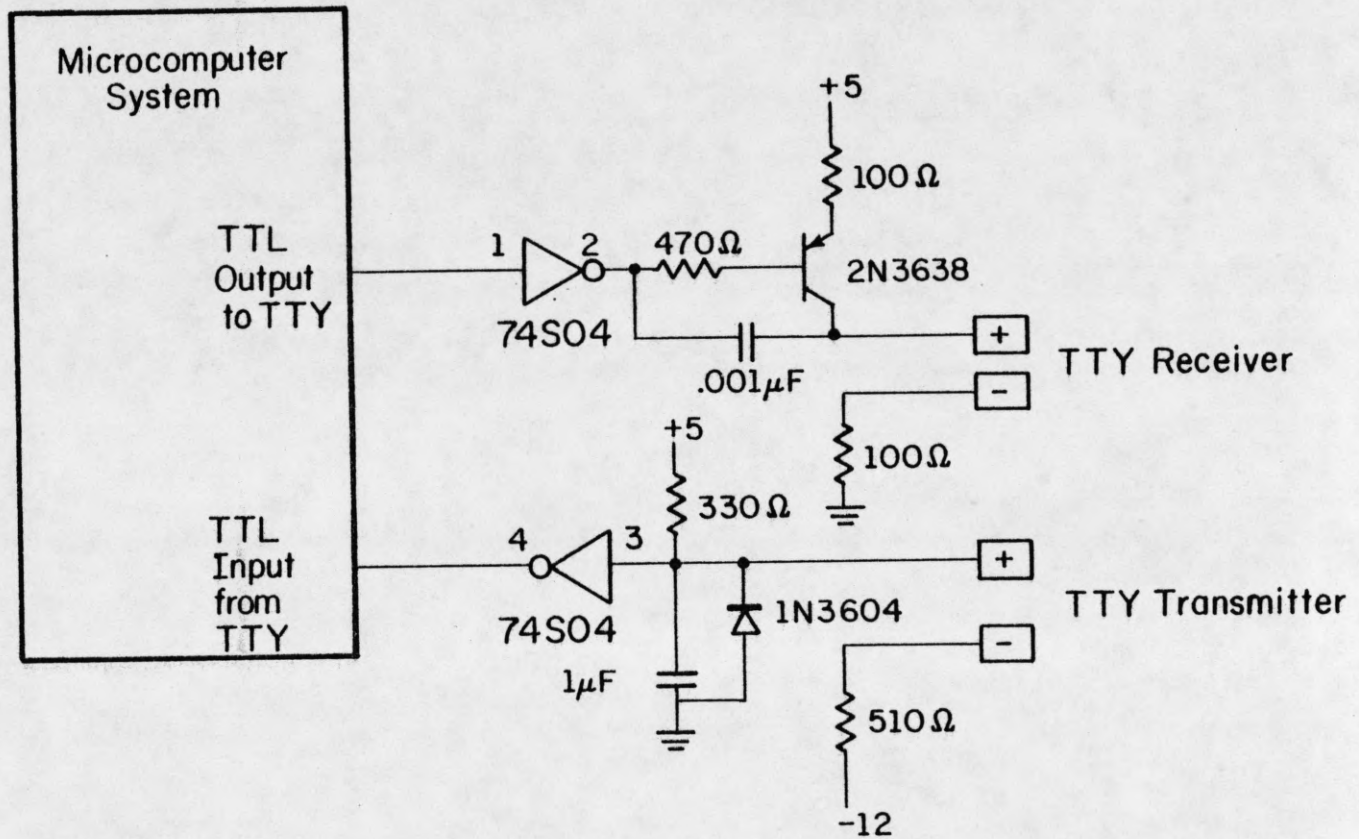 Microcomputer
System
+5
100Ω
TTL
Output
to TTY
1
2
470Ω
2N3638
74S04
.001μF
+
TTY Receiver
-
+5
100Ω
330Ω
TTL
Input
from
TTY
4
3
+
74S04
1N3604
TTY Transmitter
-
1μF
510Ω
-12